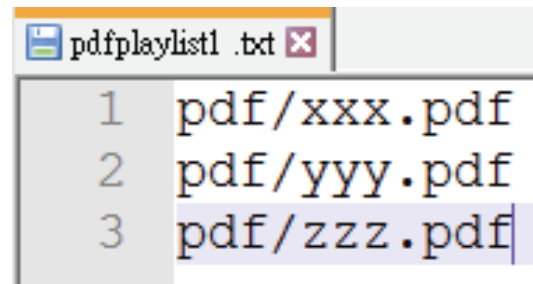 pdfplaylist1 .txt
1 pdf/xxx.pdf
2 pdf/yyy.pdf
3 pdf/zzz.pdf